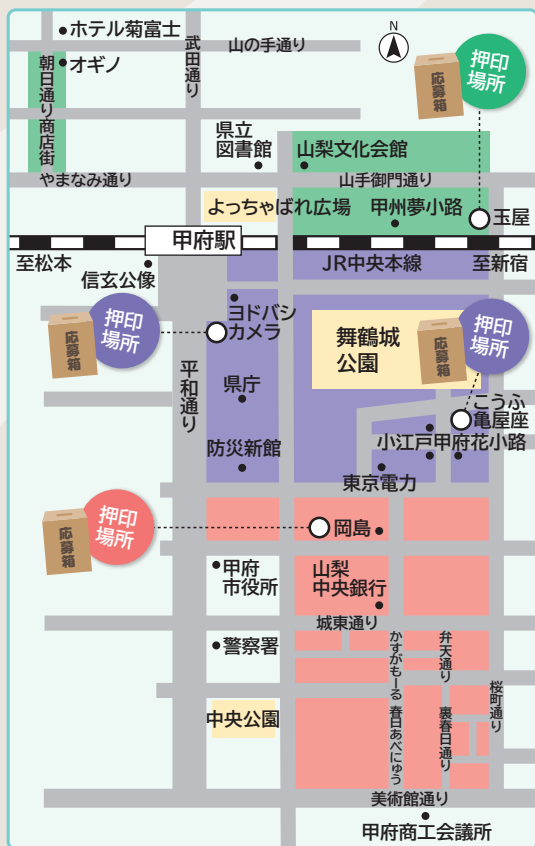 ホテル菊富士
オギノ
朝日通り商店街
武田通り
山の手通り
N
応募箱
押印
場所
県立
図書館
山梨文化会館
やまなみ通り
山手御門通り
よっちゃばれ広場
甲州夢小路
玉屋
甲府駅
至松本
JR中央本線
至新宿
信玄公像
ヨドバシ
カメラ
応募箱
押印
場所
舞鶴城
公園
応募箱
押印
場所
平和通り
県庁
こうふ
亀屋座
小江戸甲府花小路
防災新館
東京電力
応募箱
押印
場所
岡島
甲府
市役所
山梨
中央銀行
城東通り
警察署
かすがもーる
春日あべにゅう
弁天通り
裏春日通り
桜町通り
中央公園
美術館通り
甲府商工会議所